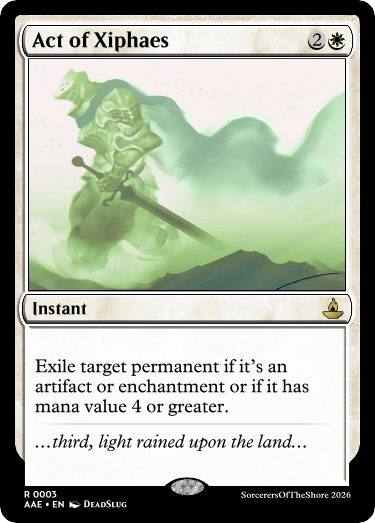 Act of Xiphaes 2
Instant
Exile target permanent if it's an
artifact or enchantment or if it has
mana value 4 or greater.
…third, light rained upon the land…
R 0003
AAE • EN DeadSlug
SorcerersOfTheShore 2026